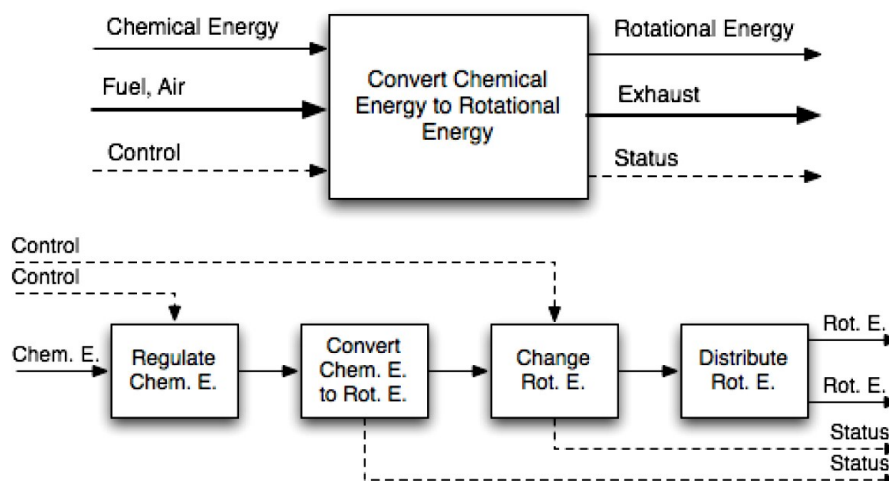 Chemical Energy
Fuel, Air
Control
Convert Chemical
Energy to Rotational
Energy
Rotational Energy
Exhaust
Status
Control
Control
Chem. E.
Regulate
Chem. E.
Convert
Chem. E.
to Rot. E.
Change
Rot. E.
Distribute
Rot. E.
Rot. E.
Rot. E.
Status
Status